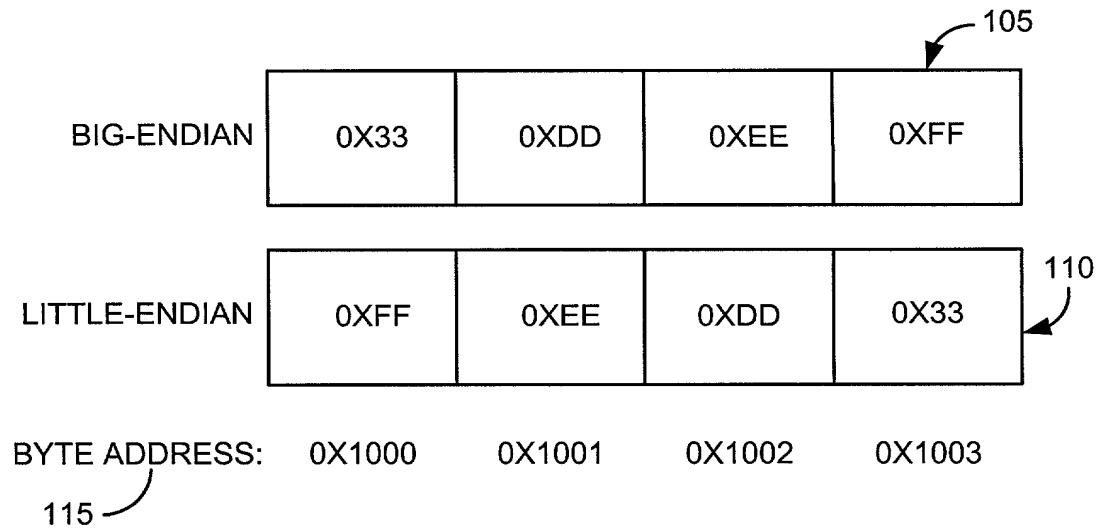 105
BIG-ENDIAN 0X33 0XDD 0XEE 0XFF
110
LITTLE-ENDIAN 0XFF 0XEE 0XDD 0X33
BYTE ADDRESS: 0X1000 0X1001 0X1002 0X1003
115